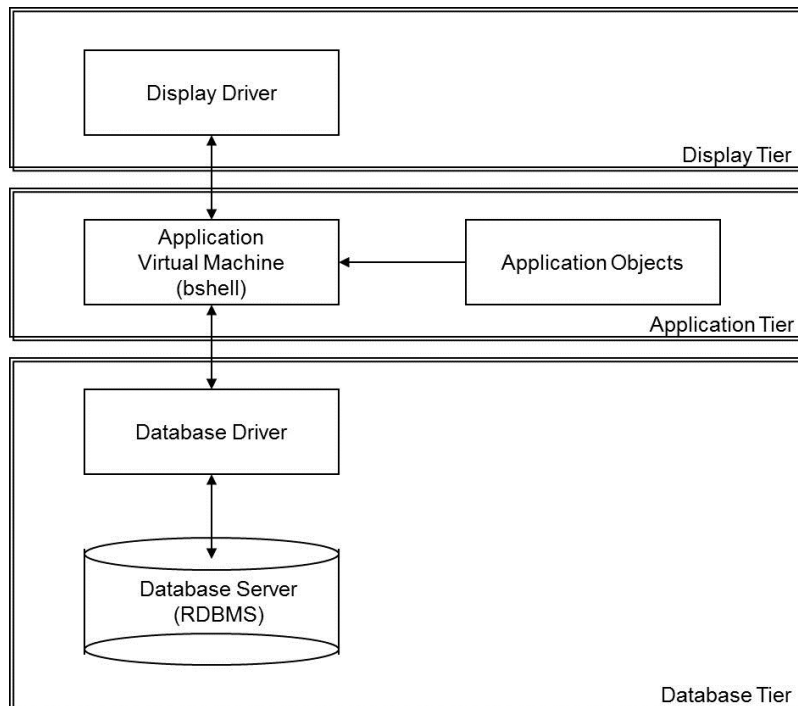 Display Driver
Display Tier
Application
Virtual Machine
(bshell)
Application Objects
Application Tier
Database Driver
Database Server
(RDBMS)
Database Tier